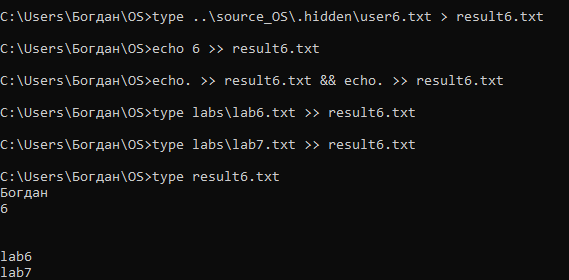 C:\Users\Богдан\OS>type ..\source_OS\.hidden\user6.txt > result6.txt
C:\Users\Богдан\OS>echo 6 >> result6.txt
C:\Users\Богдан\OS>echo. >> result6.txt && echo. >> result6.txt
C:\Users\Богдан\OS>type labs\lab6.txt >> result6.txt
C:\Users\Богдан\OS>type labs\lab7.txt >> result6.txt
C:\Users\Богдан\OS>type result6.txt
Богдан
6
lab6
lab7